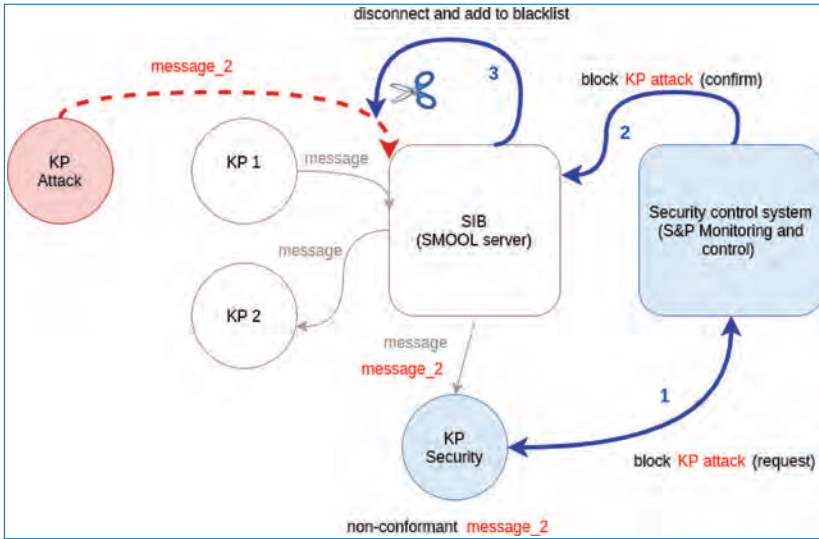 disconnect and add to blacklist
message_2
3
block KP attack (confirm)
2
KP
Attack
KP 1
message
SIB
(SMOOL server)
Security control system
(S&P Monitoring and
control)
message
KP 2
message
message_2
1
KP
Security
block KP attack (request)
non-conformant message_2